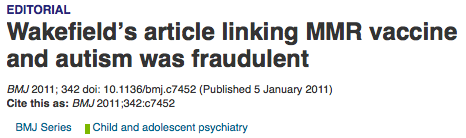 EDITORIAL
Wakefield's article linking MMR vaccine
and autism was fraudulent
BMJ 2011; 342 doi: 10.1136/bmj.c7452 (Published 5 January 2011)
Cite this as: BMJ 2011;342:c7452
BMJ Series Child and adolescent psychiatry